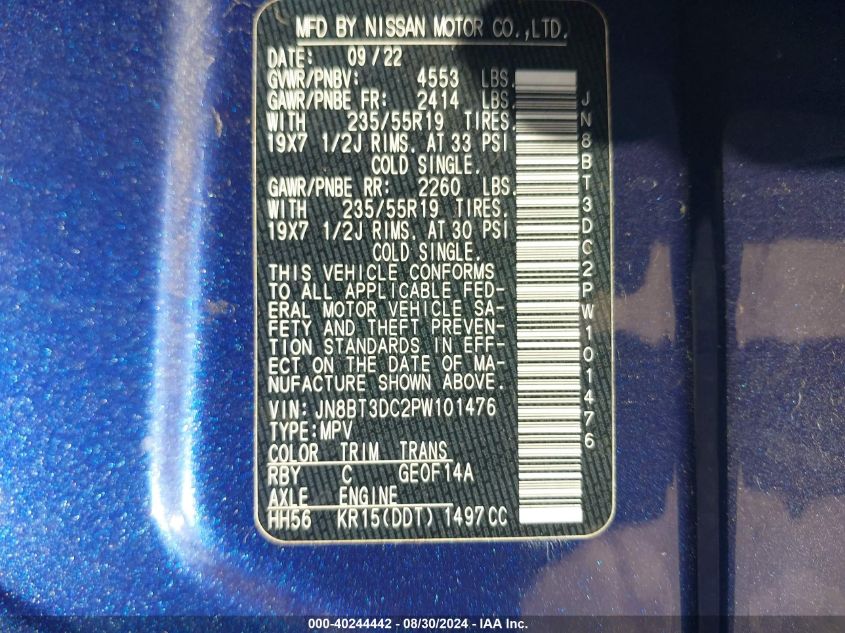 MFD BY NISSAN MOTOR CO.,LTD.
DATE: 09/22
GVWR/PNBV: 4553 LBS.
GAWR/PNBE FR: 2414 LBS.
WITH 235/55R19 TIRES.
19X7 1/2J RIMS. AT 33 PSI
COLD SINGLE.
GAWR/PNBE RR: 2260 LBS.
WITH 235/55R19 TIRES.
19X7 1/2J RIMS. AT 30 PSI
COLD SINGLE.
THIS VEHICLE CONFORMS
TO ALL APPLICABLE FED-
ERAL MOTOR VEHICLE SA-
FETY AND THEFT PREVEN-
TION STANDARDS IN EFF-
ECT ON THE DATE OF MA-
NUFACTURE SHOWN ABOVE.
VIN: JN8BT3DC2PW101476
TYPE:MPV
COLOR TRIM TRANS
RBY C GE0F14A
AXLE ENGINE
HH56 KR15(DDT) 1497CC
JN8BT3DC2PW101476
000-40244442 - 08/30/2024 - IAA Inc.